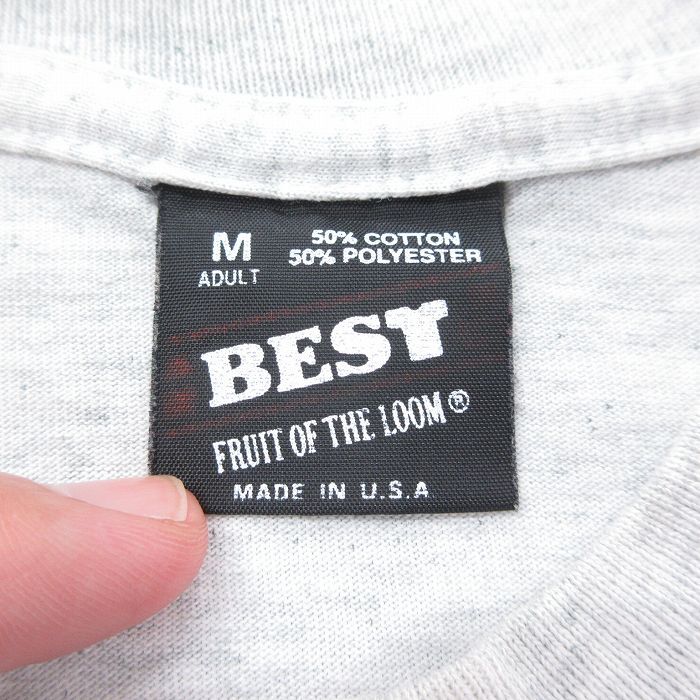 M
ADULT
50% COTTON
50% POLYESTER
BEST
FRUIT OF THE LOOM®
MADE IN U.S.A